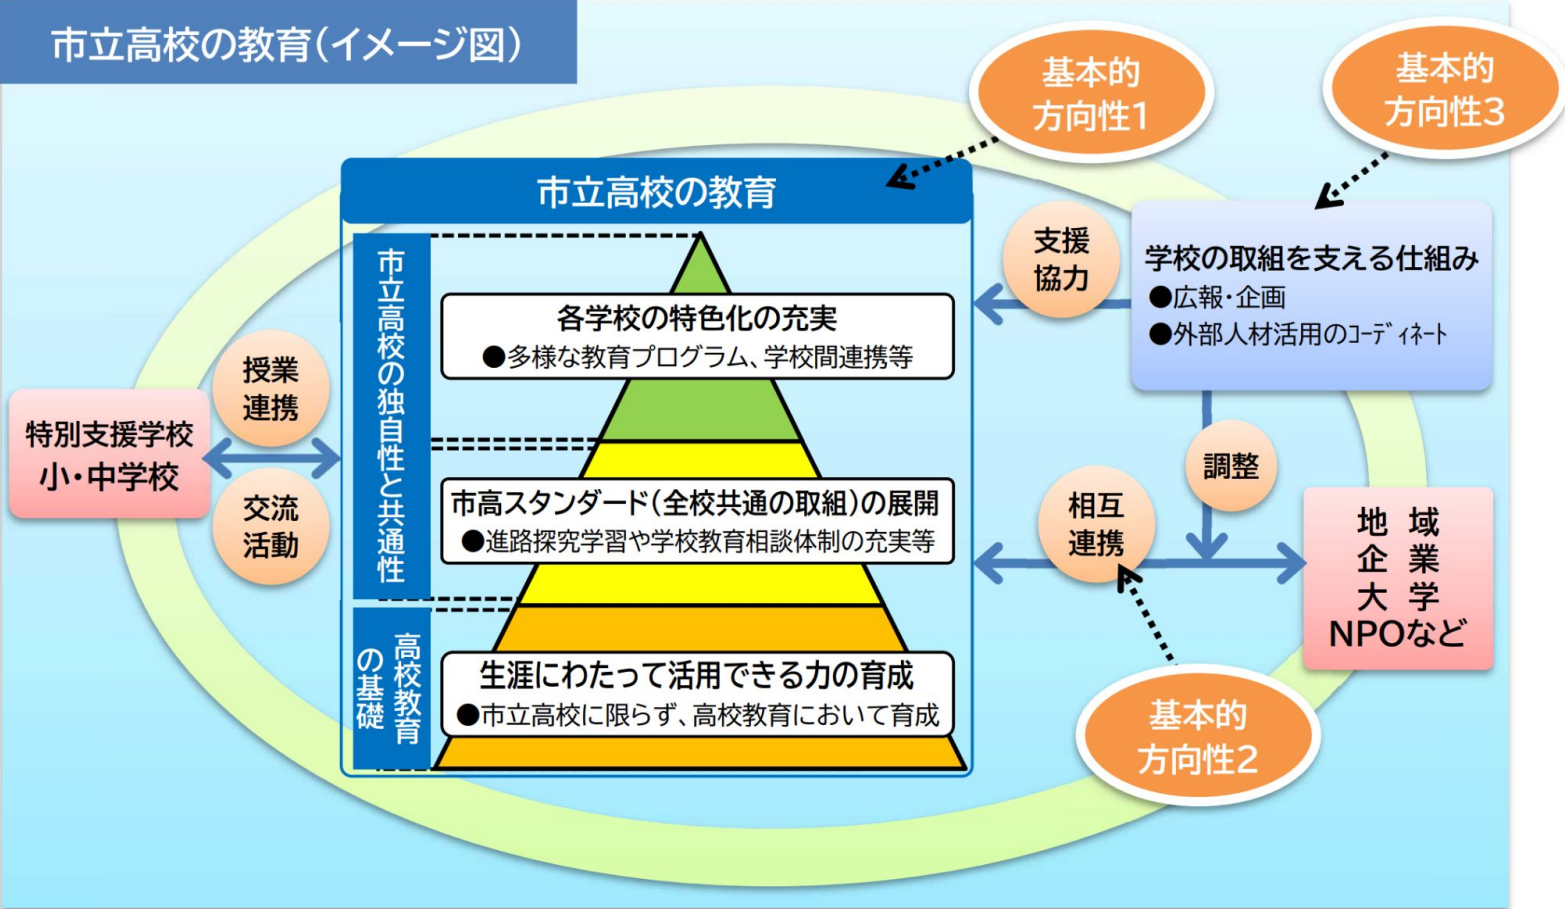 市立高校の教育（イメージ図）
基本的
方向性1
基本的
方向性3
市立高校の教育
市立高校の独自性と共通性
各学校の特色化の充実
●多様な教育プログラム、学校間連携等
市高スタンダード（全校共通の取組）の展開
●進路探究学習や学校教育相談体制の充実等
高校教育
の基礎
生涯にわたって活用できる力の育成
●市立高校に限らず、高校教育において育成
授業
連携
特別支援学校
小・中学校
交流
活動
支援
協力
学校の取組を支える仕組み
●広報・企画
●外部人材活用のｺｰﾃﾞｨﾈｰﾄ
調整
相互
連携
地域
企業
大学
NPOなど
基本的
方向性2